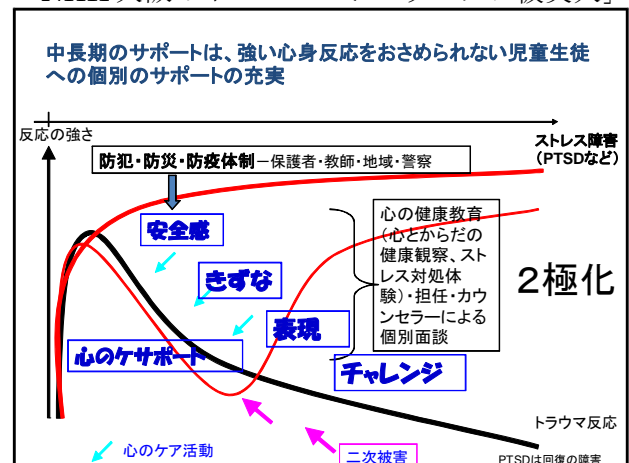 中長期のサポートは、強い心身反応をおさめられない児童生徒
への個別のサポートの充実
反応の強さ
ストレス障害
(PTSDなど)
防犯・防災・防疫体制－保護者・教師・地域・警察
安全感
きずな
表現
心のケサポート
チャレンジ
心の健康教育
(心とからだの
健康観察、スト
レス対処体
験)・担任・カウ
ンセラーによる
個別面談
2極化
トラウマ反応
心のケア活動
二次被害
PTSDは回復の障害